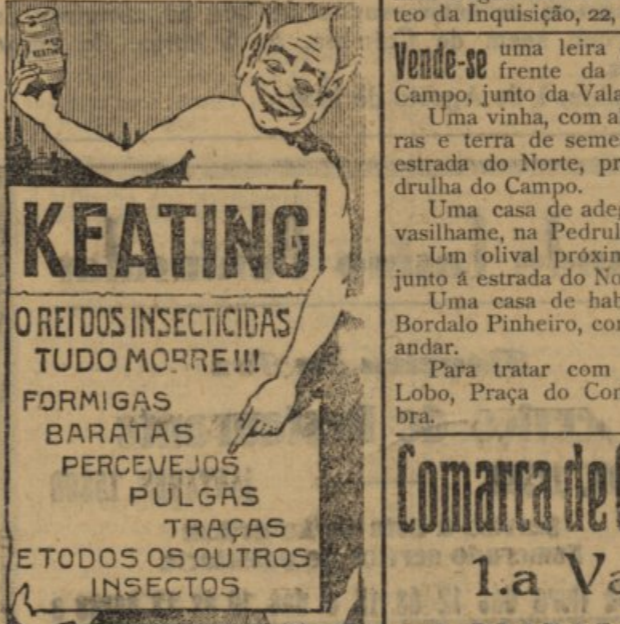 KEATING
O REI DOS INSECTICIDAS
TUDO MORRE!!!
FORMIGAS
BARATAS
PERCEVEJOS
PULGAS
TRAÇAS
E TODOS OS OUTROS
INSECTOS
teo da Inquisição, 22,
Vende-se uma leira
frente da
Campo, junto da Vala
Uma vinha, com a
ras e terra de seme
estrada do Norte, pr
drulha do Campo.
Uma casa de ade
vasilhame, na Pedrul
Um olival próxim
junto á estrada do No
Uma casa de hab
Bordalo Pinheiro, co
andar.
Para tratar com
Lobo, Praça do Com
bra.
Comarca de
1.a Va